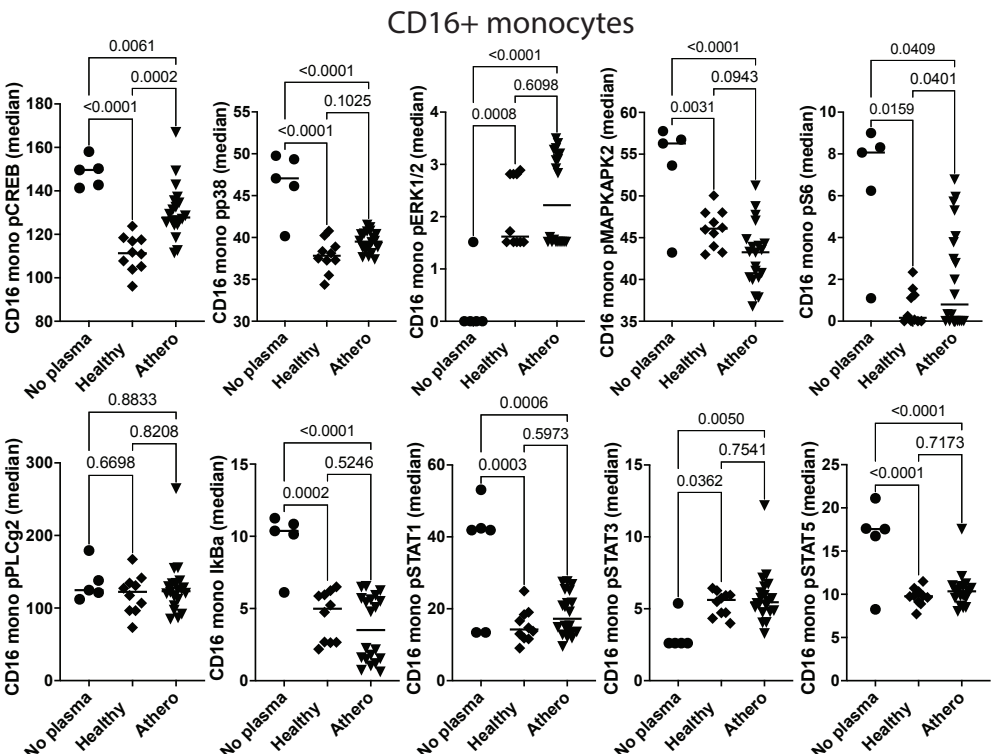 CD16+ monocytes
CD16 mono pCREB (median)
0.0061
0.0002
<0.0001
180
160
140
120
100
80
No plasma
Healthy
Athero
CD16 mono pp38 (median)
<0.0001
0.1025
<0.0001
55
50
45
40
35
30
No plasma
Healthy
Athero
CD16 mono pERK1/2 (median)
<0.0001
0.6098
0.0008
4
3
2
1
0
No plasma
Healthy
Athero
CD16 mono pMAPKAPK2 (median)
<0.0001
0.0943
0.0031
60
55
50
45
40
35
No plasma
Healthy
Athero
CD16 mono pS6 (median)
0.0409
0.0401
0.0159
10
8
6
4
2
0
No plasma
Healthy
Athero
CD16 mono pPLCg2 (median)
0.8833
0.8208
0.6698
300
200
100
0
No plasma
Healthy
Athero
CD16 mono IkBa (median)
<0.0001
0.5246
0.0002
15
10
5
0
No plasma
Healthy
Athero
CD16 mono pSTAT1 (median)
0.0006
0.5973
0.0003
60
40
20
0
No plasma
Healthy
Athero
CD16 mono pSTAT3 (median)
0.0050
0.7541
0.0362
15
10
5
0
No plasma
Healthy
Athero
CD16 mono pSTAT5 (median)
<0.0001
0.7173
<0.0001
25
20
15
10
5
0
No plasma
Healthy
Athero